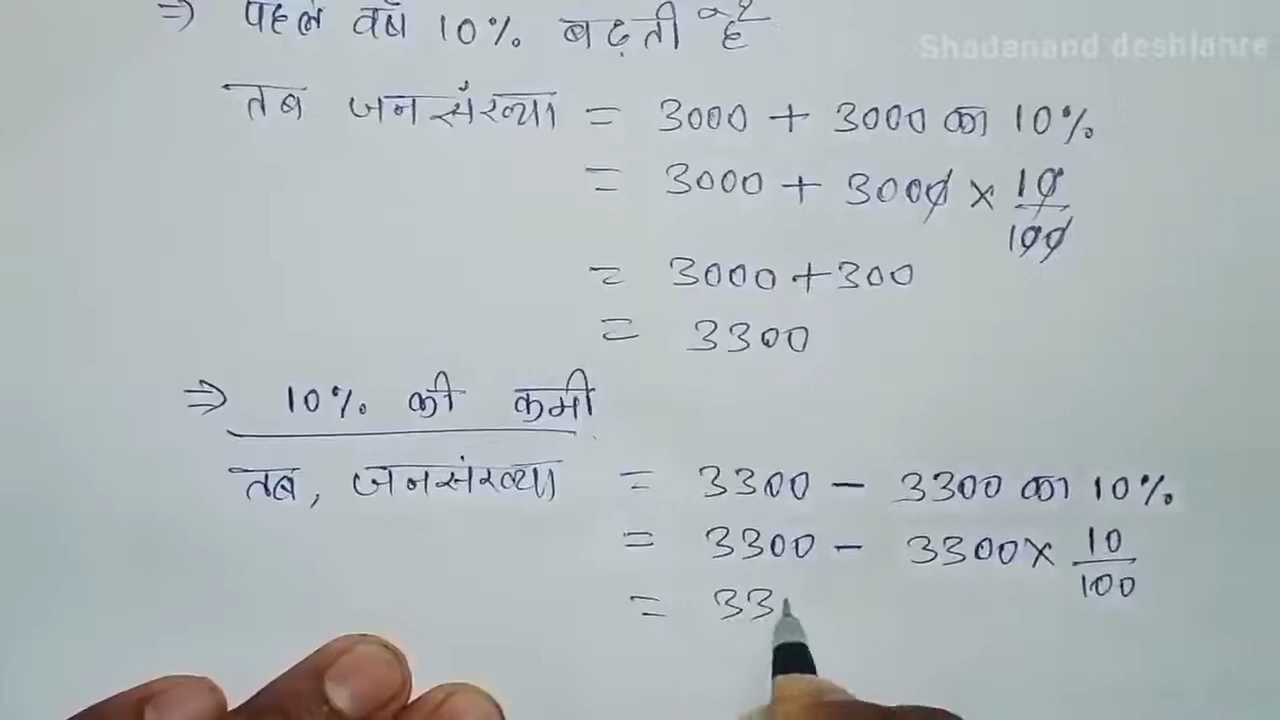 ⇒ पहले वर्ष 10% बढ़ती है
Shadanand deshlahre
तब जनसंख्या = 3000 + 3000 का 10%
= 3000 + 3000 × 10/100
= 3000 + 300
= 3300
⇒ 10% की कमी
तब, जनसंख्या = 3300 - 3300 का 10%
= 3300 - 3300 × 10/100
= 33